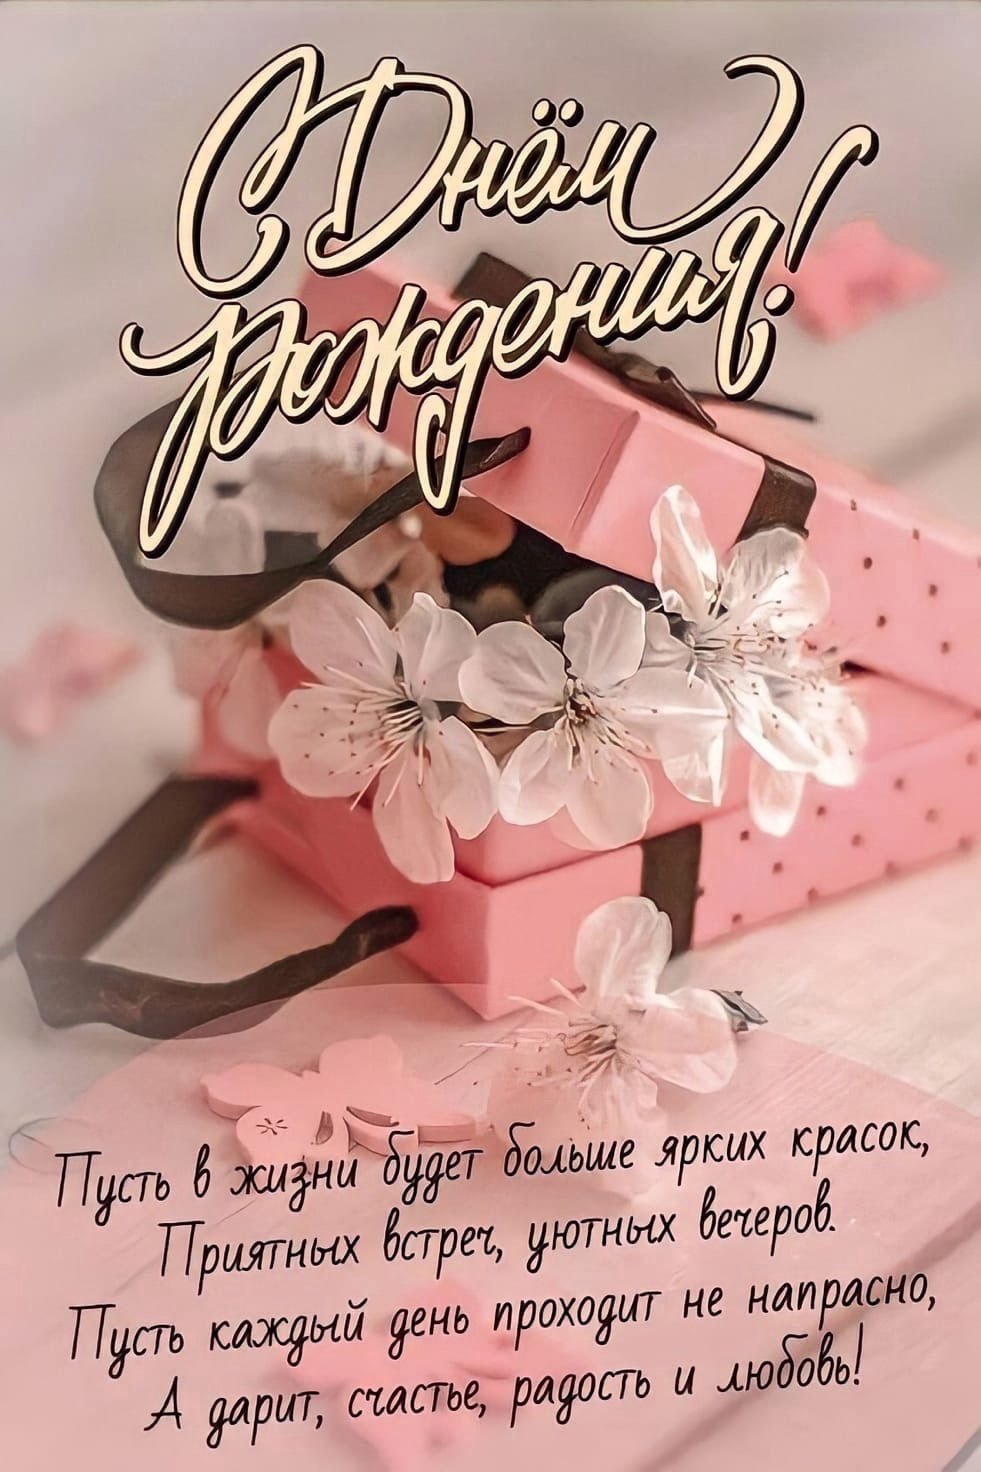 С Днём
Рождения!
Пусть в жизни будет больше ярких красок,
Приятных встреч, уютных вечеров.
Пусть каждый день проходит не напрасно,
А дарит, счастье, радость и любовь!